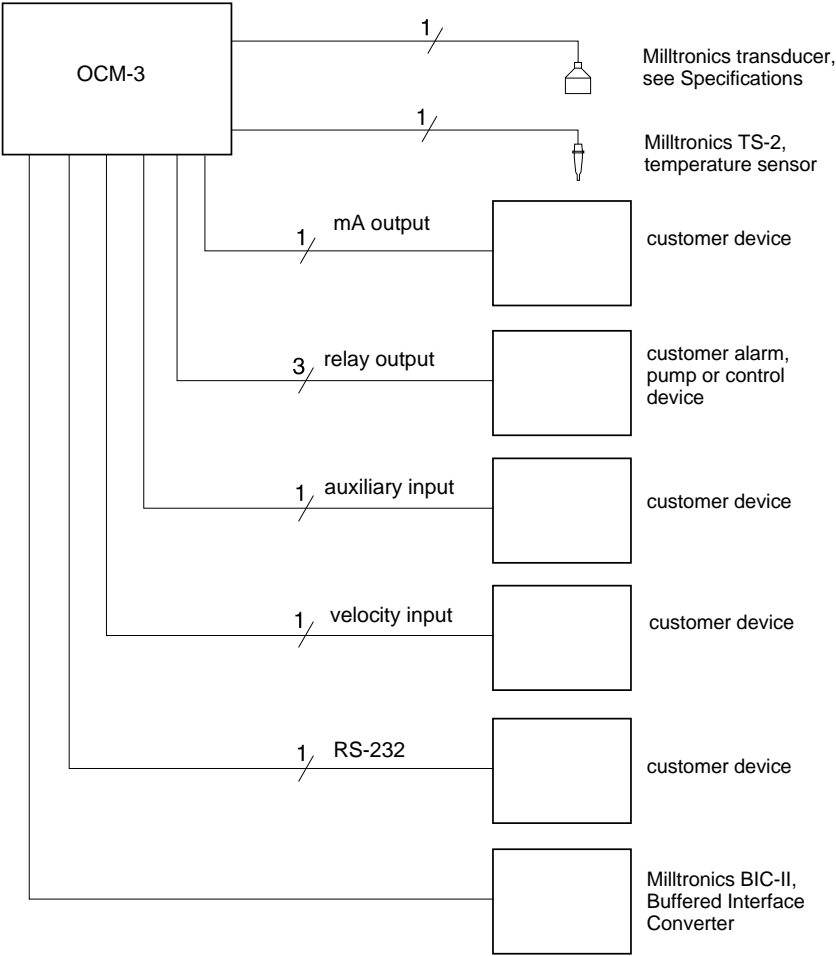 OCM-3
1
Milltronics transducer,
see Specifications
1
Milltronics TS-2,
temperature sensor
1 mA output
customer device
3 relay output
customer alarm,
pump or control
device
1 auxiliary input
customer device
1 velocity input
customer device
1 RS-232
customer device
Milltronics BIC-II,
Buffered Interface
Converter